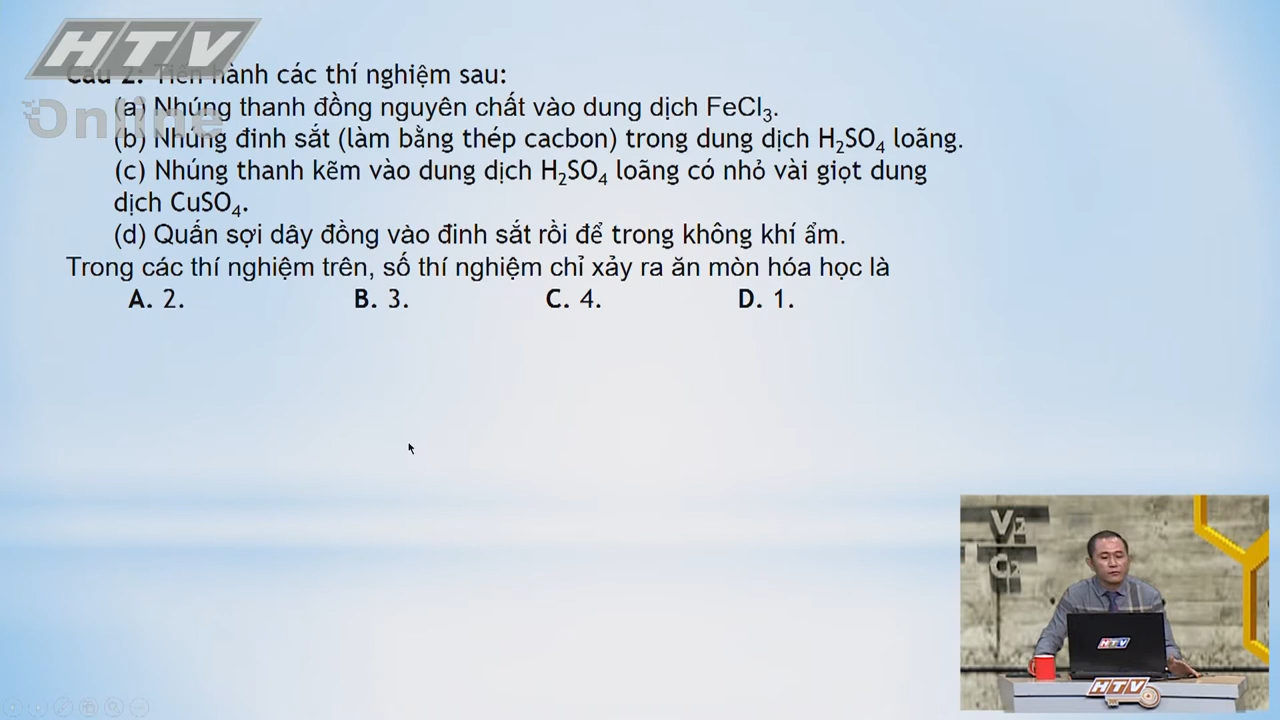 HTV
Online
Câu 2: Tiến hành các thí nghiệm sau:
(a) Nhúng thanh đồng nguyên chất vào dung dịch FeCl₃.
(b) Nhúng đinh sắt (làm bằng thép cacbon) trong dung dịch H₂SO₄ loãng.
(c) Nhúng thanh kẽm vào dung dịch H₂SO₄ loãng có nhỏ vài giọt dung
dịch CuSO₄.
(d) Quấn sợi dây đồng vào đinh sắt rồi để trong không khí ẩm.
Trong các thí nghiệm trên, số thí nghiệm chỉ xảy ra ăn mòn hóa học là
A. 2. B. 3. C. 4. D. 1.
V₂
C₂
HTV
HTV